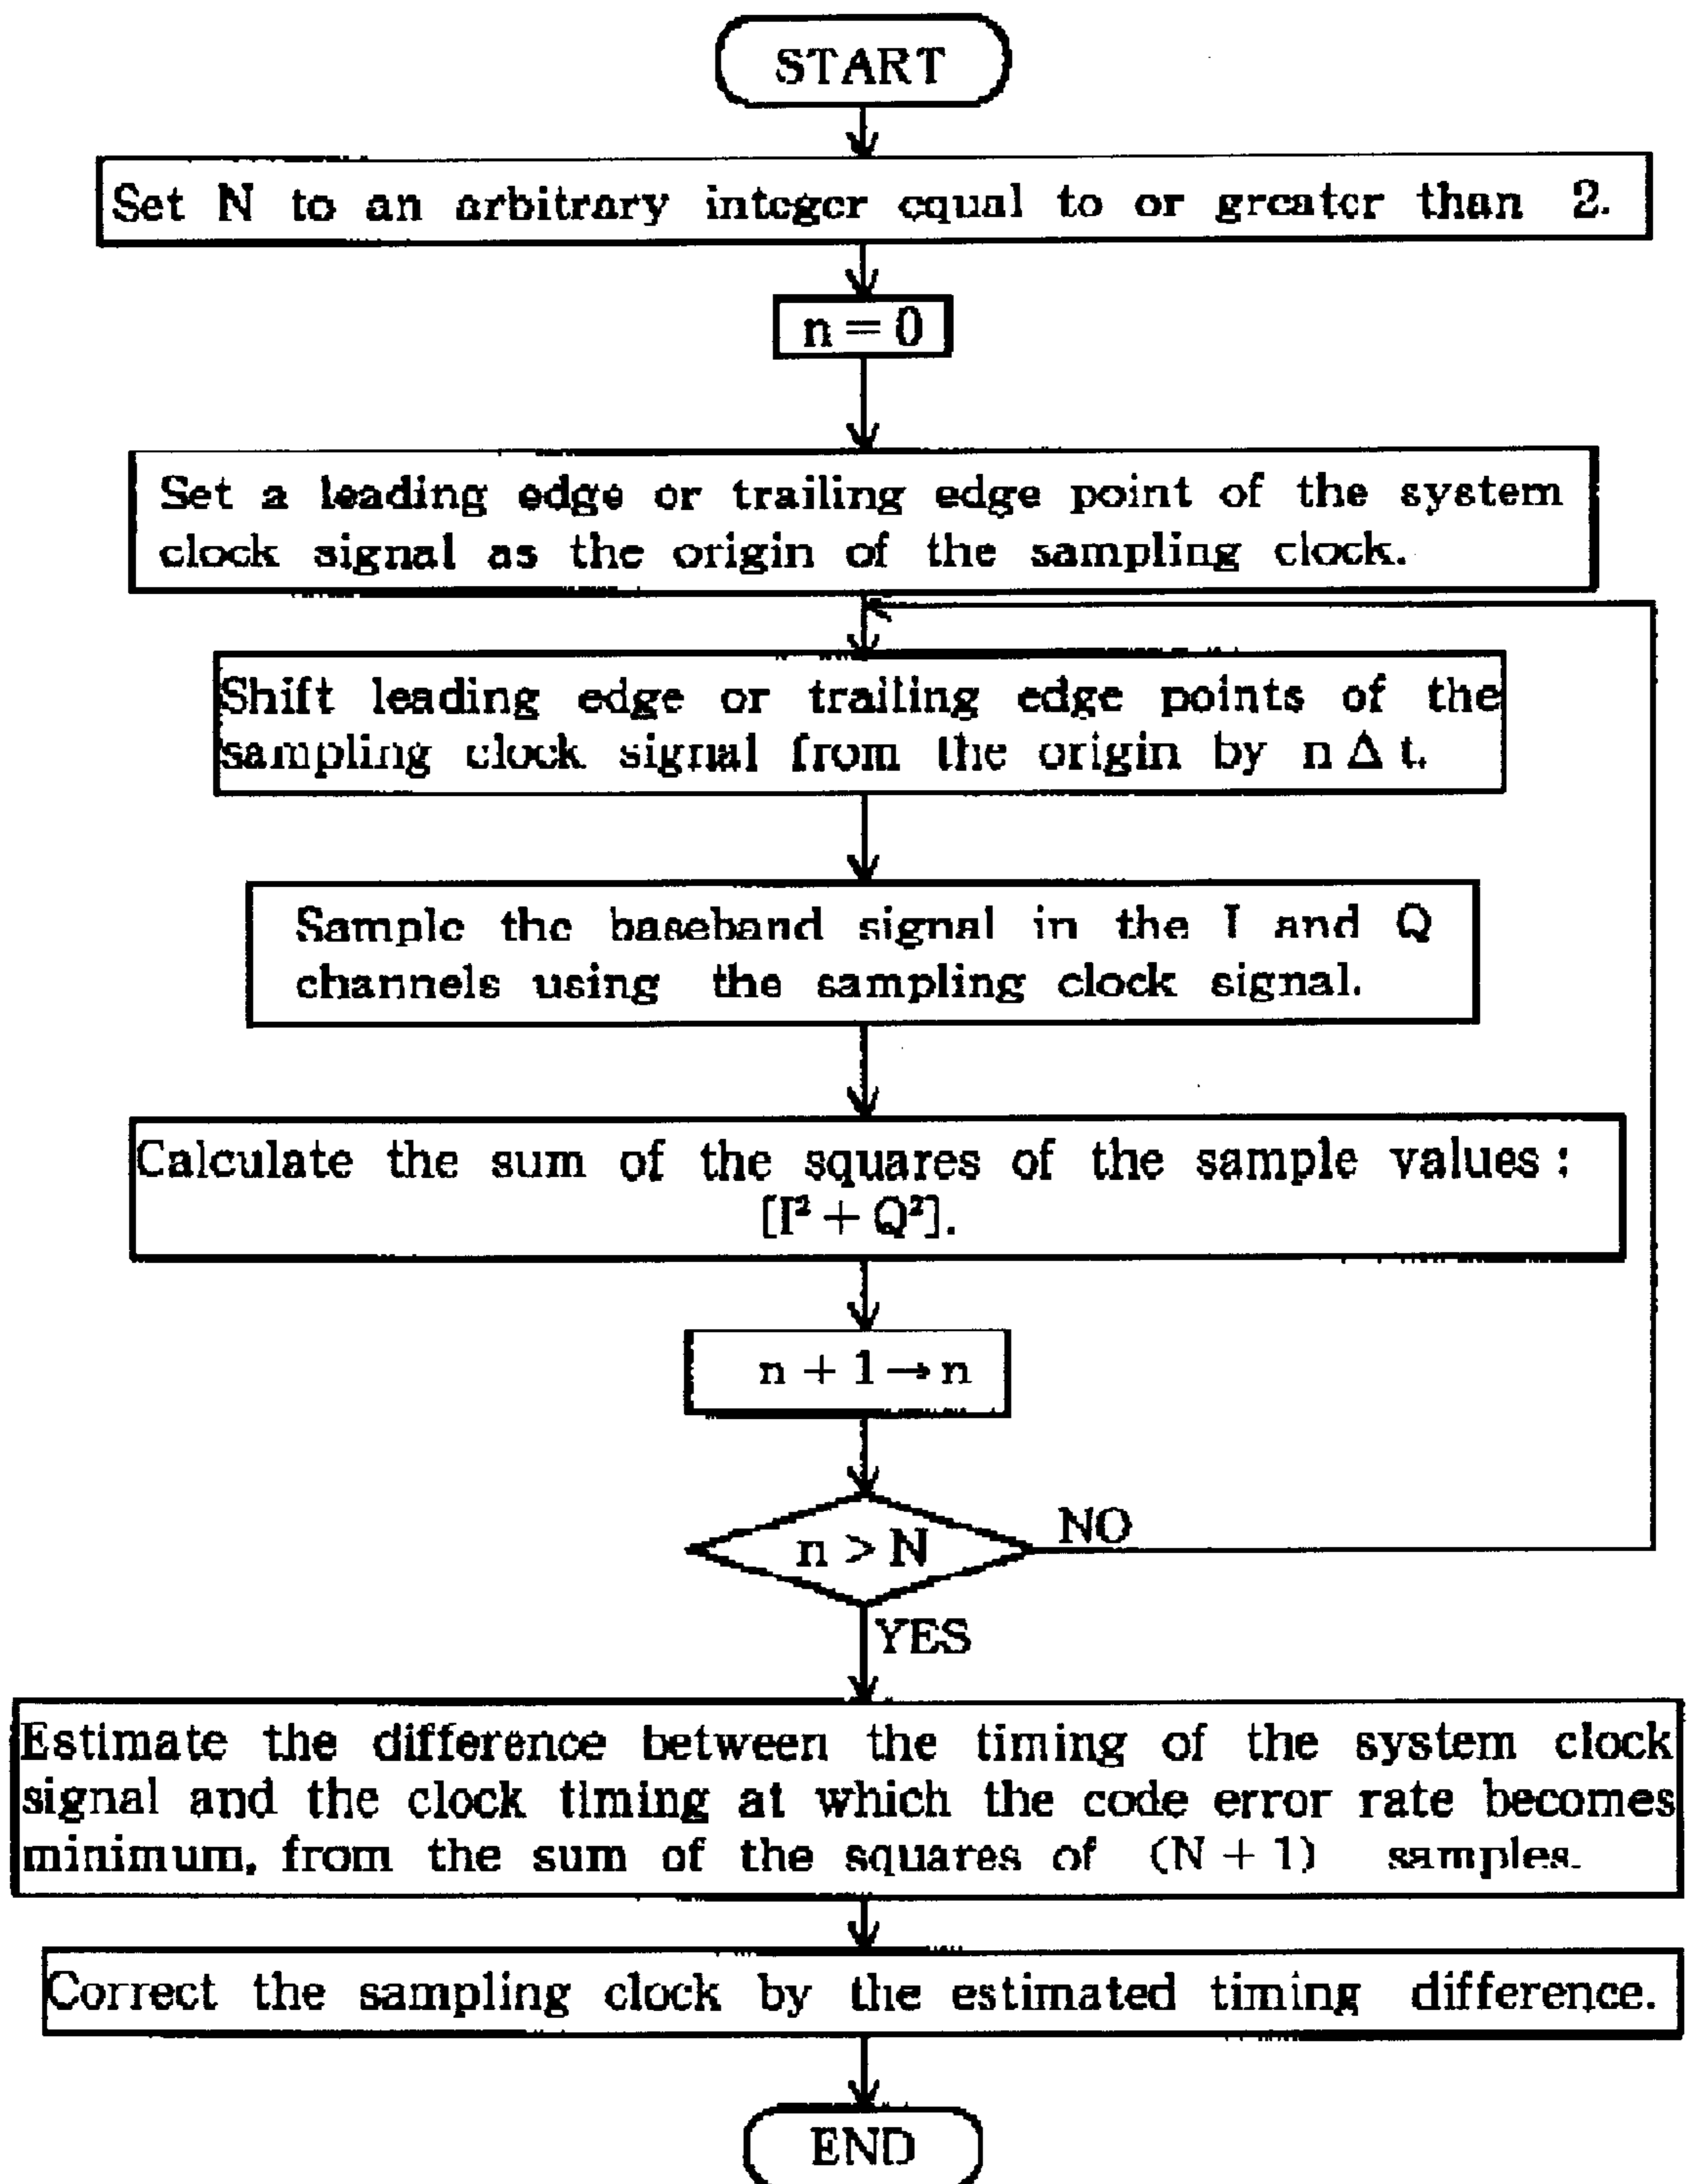 START
Set N to an arbitrary integer equal to or greater than 2.
n = 0
Set a leading edge or trailing edge point of the system
clock signal as the origin of the sampling clock.
Shift leading edge or trailing edge points of the
sampling clock signal from the origin by n Δ t.
Sample the baseband signal in the I and Q
channels using the sampling clock signal.
Calculate the sum of the squares of the sample values :
[I² + Q²].
n + 1 → n
n > N
NO
YES
Estimate the difference between the timing of the system clock
signal and the clock timing at which the code error rate becomes
minimum, from the sum of the squares of (N + 1) samples.
Correct the sampling clock by the estimated timing difference.
END